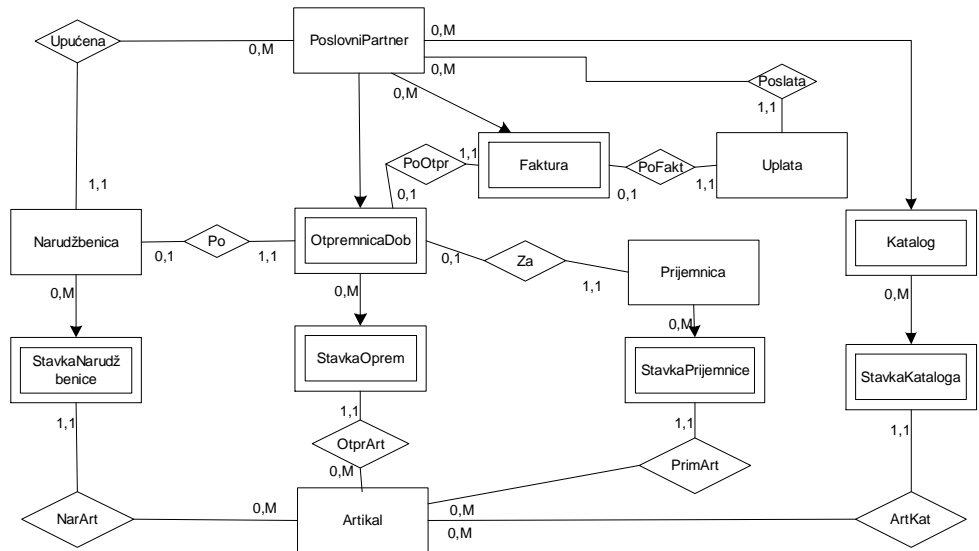 Upućena
0,M
PoslovniPartner
0,M
0,M
0,M
Poslata
1,1
PoOtpr
1,1
0,1
Faktura
0,1
PoFakt
1,1
Uplata
1,1
Narudžbenica
0,1
Po
1,1
OtpremnicaDob
0,1
Za
1,1
Prijemnica
Katalog
0,M
0,M
0,M
0,M
StavkaNarudž
benice
StavkaOprem
StavkaPrijemnice
StavkaKataloga
1,1
1,1
1,1
1,1
OtprArt
0,M
PrimArt
NarArt
0,M
Artikal
0,M
0,M
ArtKat